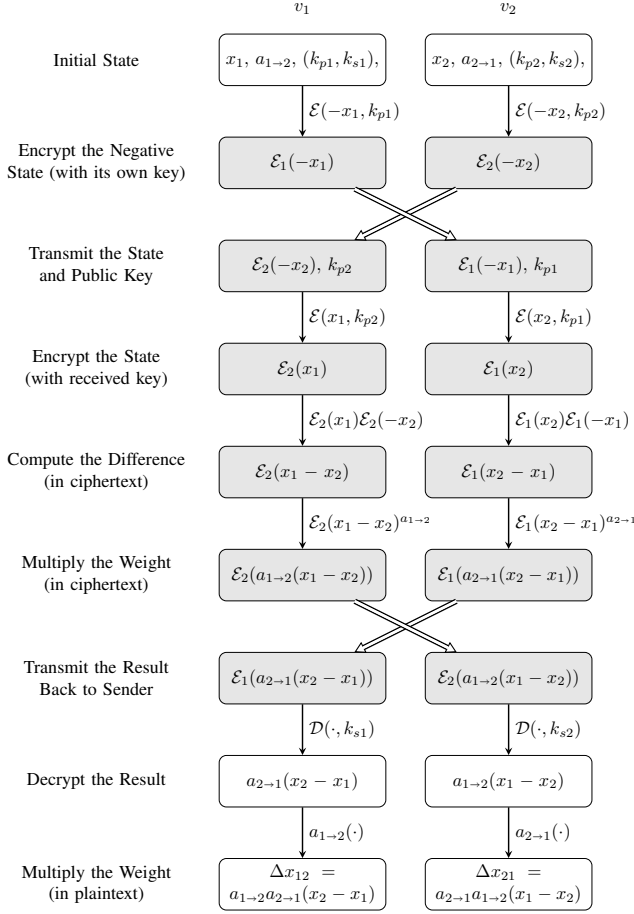 v₁ v₂
Initial State
x₁, a₁→₂, (kₚ₁, kₛ₁),
x₂, a₂→₁, (kₚ₂, kₛ₂),
ℰ(−x₁, kₚ₁)
ℰ(−x₂, kₚ₂)
Encrypt the Negative
State (with its own key)
ℰ₁(−x₁)
ℰ₂(−x₂)
Transmit the State
and Public Key
ℰ₂(−x₂), kₚ₂
ℰ₁(−x₁), kₚ₁
ℰ(x₁, kₚ₂)
ℰ(x₂, kₚ₁)
Encrypt the State
(with received key)
ℰ₂(x₁)
ℰ₁(x₂)
ℰ₂(x₁)ℰ₂(−x₂)
ℰ₁(x₂)ℰ₁(−x₁)
Compute the Difference
(in ciphertext)
ℰ₂(x₁ − x₂)
ℰ₁(x₂ − x₁)
ℰ₂(x₁ − x₂)^{a₁→₂}
ℰ₁(x₂ − x₁)^{a₂→₁}
Multiply the Weight
(in ciphertext)
ℰ₂(a₁→₂(x₁ − x₂))
ℰ₁(a₂→₁(x₂ − x₁))
Transmit the Result
Back to Sender
ℰ₁(a₂→₁(x₂ − x₁))
ℰ₂(a₁→₂(x₁ − x₂))
𝒟(·, kₛ₁)
𝒟(·, kₛ₂)
Decrypt the Result
a₂→₁(x₂ − x₁)
a₁→₂(x₁ − x₂)
a₁→₂(·)
a₂→₁(·)
Multiply the Weight
(in plaintext)
Δx₁₂ =
a₁→₂a₂→₁(x₂ − x₁)
Δx₂₁ =
a₂→₁a₁→₂(x₁ − x₂)